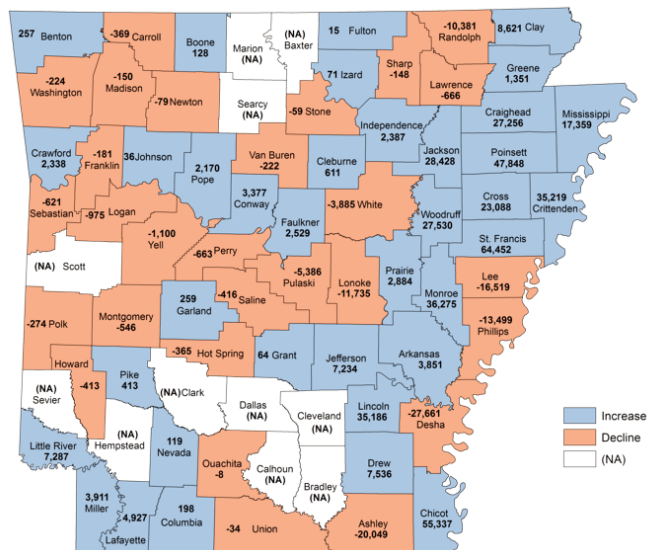 257 Benton
-369 Carroll
Boone
128
Marion
(NA)
(NA)
Baxter
15 Fulton
-10,381
Randolph
8,621 Clay
Greene
1,351
-224
Washington
-150
Madison
-79 Newton
Searcy
(NA)
-59 Stone
71 Izard
Sharp
-148
Lawrence
-666
Independence
2,387
Craighead
27,256
Mississippi
17,359
Crawford
2,338
-181
Franklin
36 Johnson
2,170
Pope
Van Buren
-222
Cleburne
611
Jackson
28,428
Poinsett
47,848
-621
Sebastian
-975 Logan
3,377
Conway
-3,885 White
Woodruff
27,530
Cross
23,088
35,219
Crittenden
-1,100
Yell
Faulkner
2,529
St. Francis
64,452
(NA) Scott
-663 Perry
-5,386
Pulaski
Lonoke
-11,735
Prairie
2,884
Monroe
36,275
Lee
-16,519
259
Garland
-416
Saline
-274 Polk
Montgomery
-546
-13,499
Phillips
-365 Hot Spring
64 Grant
Jefferson
7,234
Arkansas
3,851
Howard
-413
Pike
413
(NA) Clark
(NA)
Sevier
Dallas
(NA)
Cleveland
(NA)
Lincoln
35,186
-27,661
Desha
Little River
7,287
(NA)
Hempstead
119
Nevada
Ouachita
-8
Calhoun
(NA)
Bradley
(NA)
Drew
7,536
3,911
Miller
4,927
Lafayette
198
Columbia
-34 Union
Ashley
-20,049
Chicot
55,337
Increase
Decline
(NA)